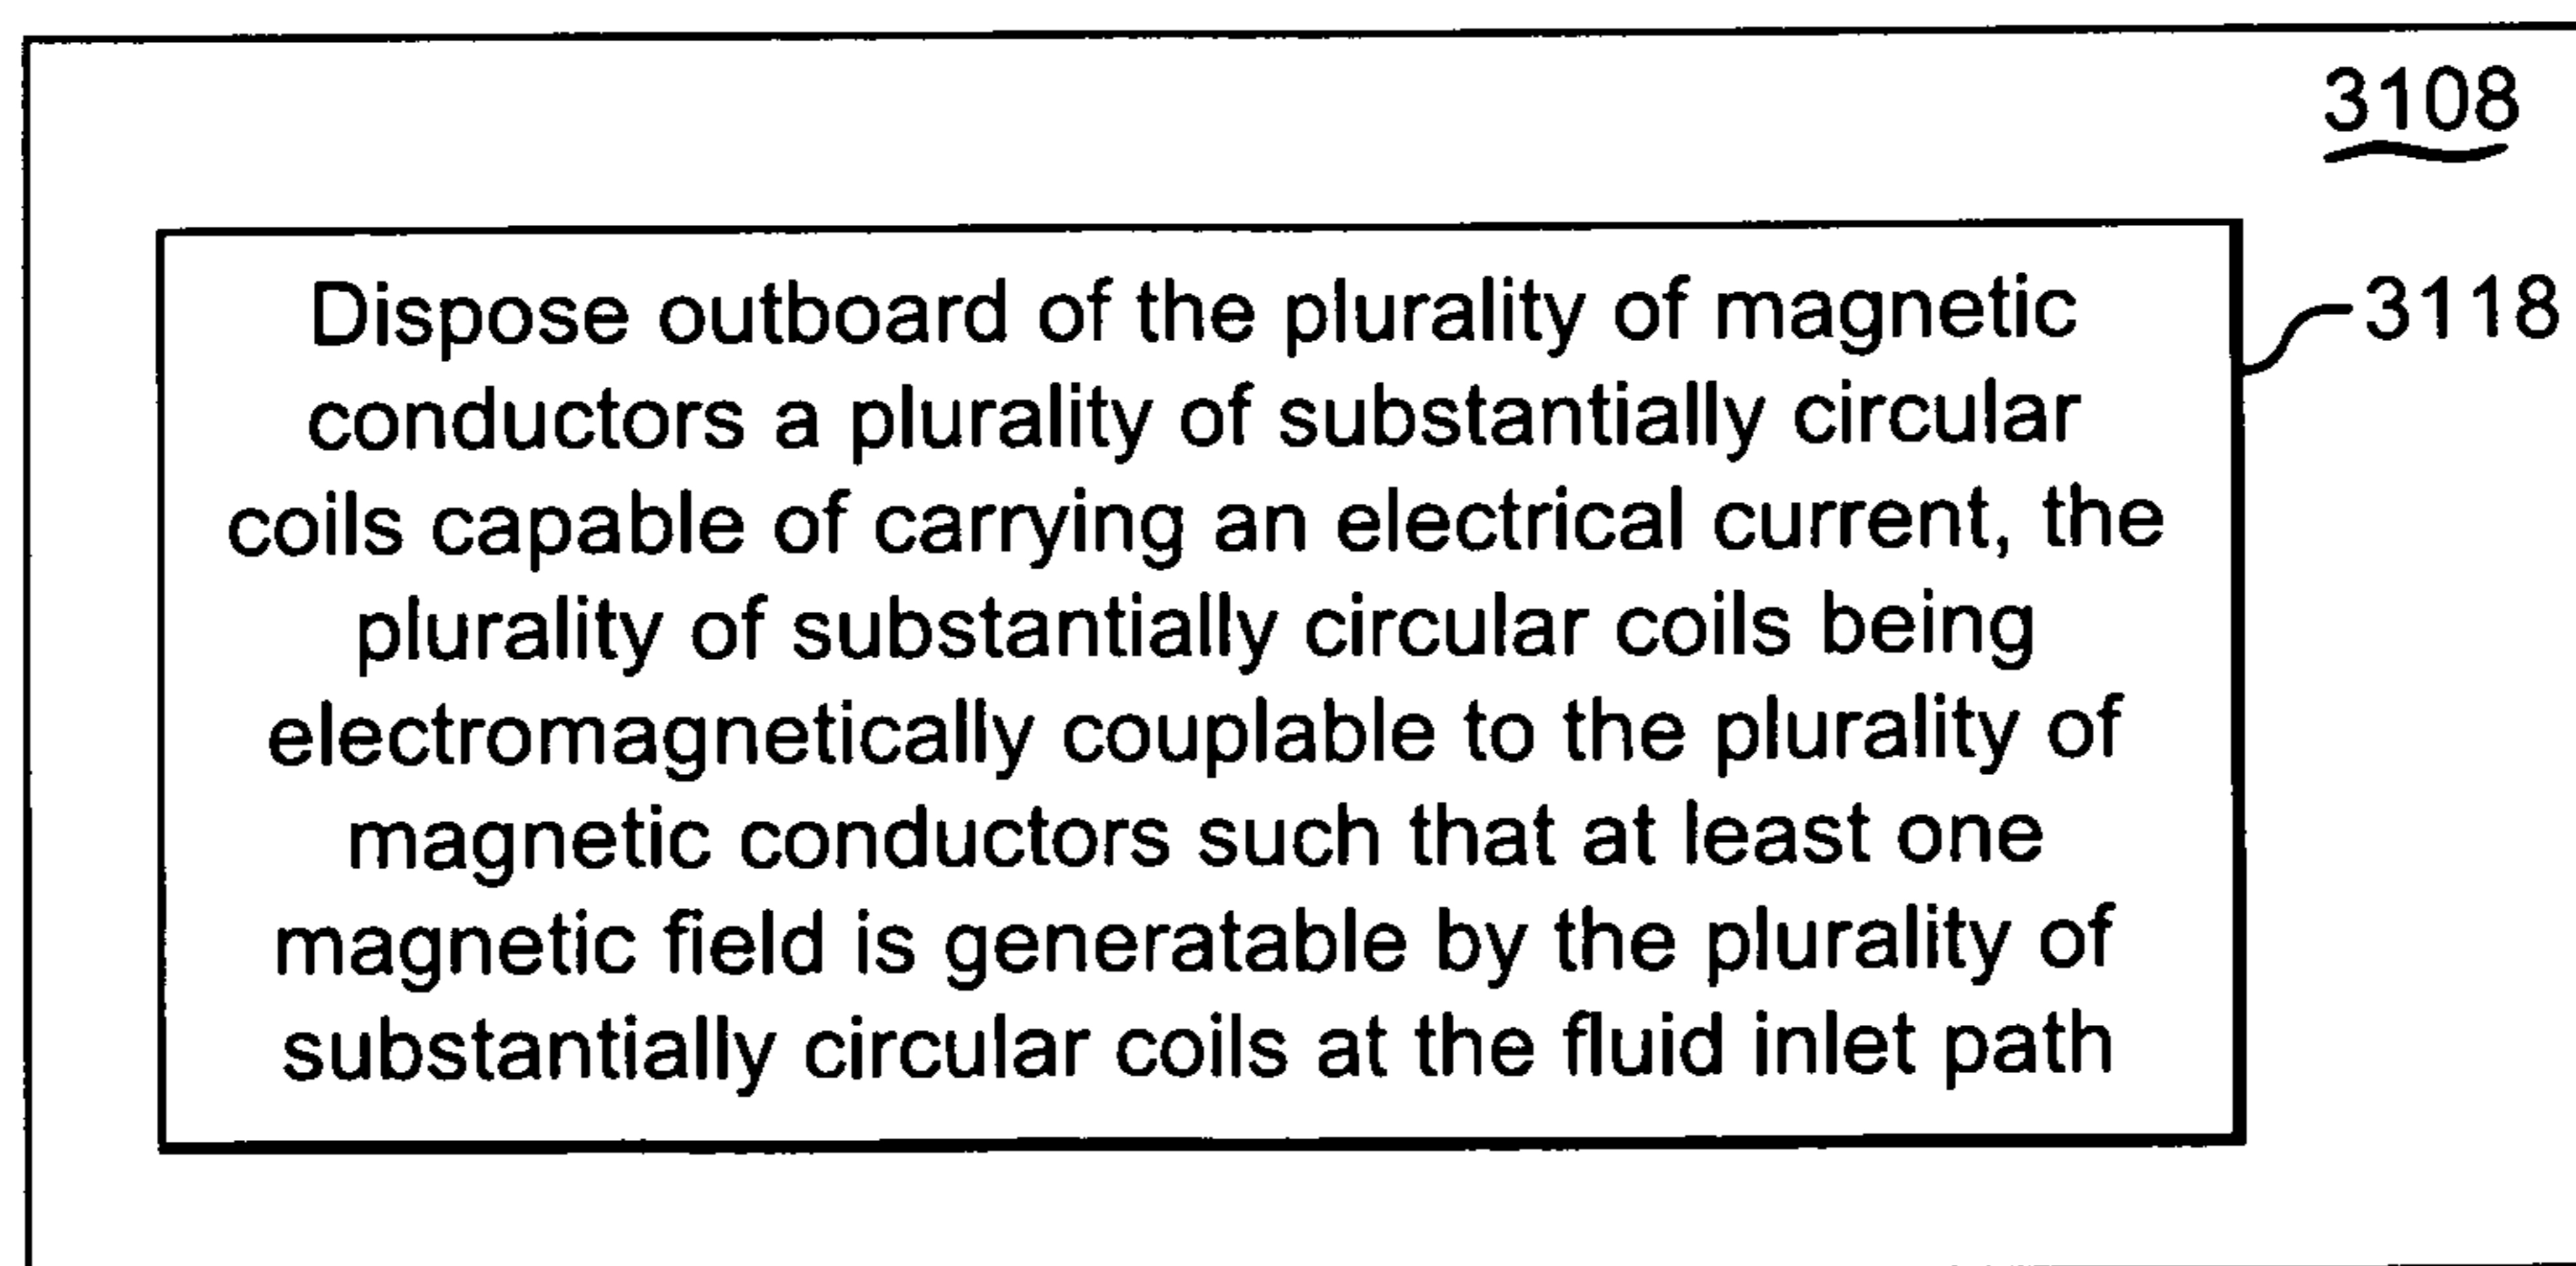 3108
Dispose outboard of the plurality of magnetic
conductors a plurality of substantially circular
coils capable of carrying an electrical current, the
plurality of substantially circular coils being
electromagnetically couplable to the plurality of
magnetic conductors such that at least one
magnetic field is generatable by the plurality of
substantially circular coils at the fluid inlet path
3118